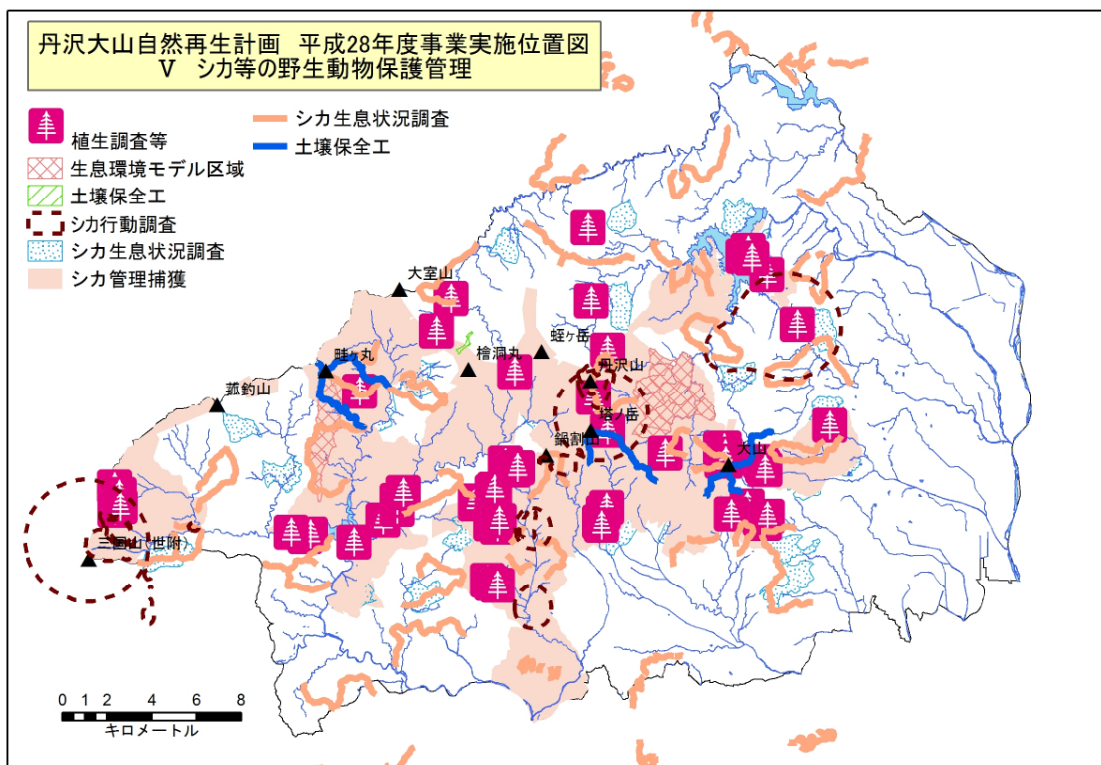 丹沢大山自然再生計画 平成28年度事業実施位置図
Ⅴ シカ等の野生動物保護管理
植生調査等
生息環境モデル区域
土壌保全工
シカ行動調査
シカ生息状況調査
シカ管理捕獲
シカ生息状況調査
土壌保全工
大室山
蛭ヶ岳
檜洞丸
畦ヶ丸
丹沢山
菰釣山
塔ノ岳
鍋割山
大山
三国山(世附)
0 1 2 4 6 8
キロメートル